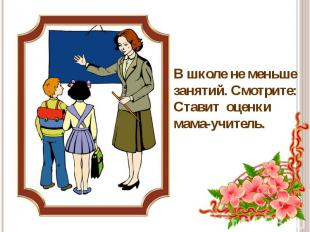 В школе не меньше
занятий. Смотрите:
Ставит оценки
мама-учитель.